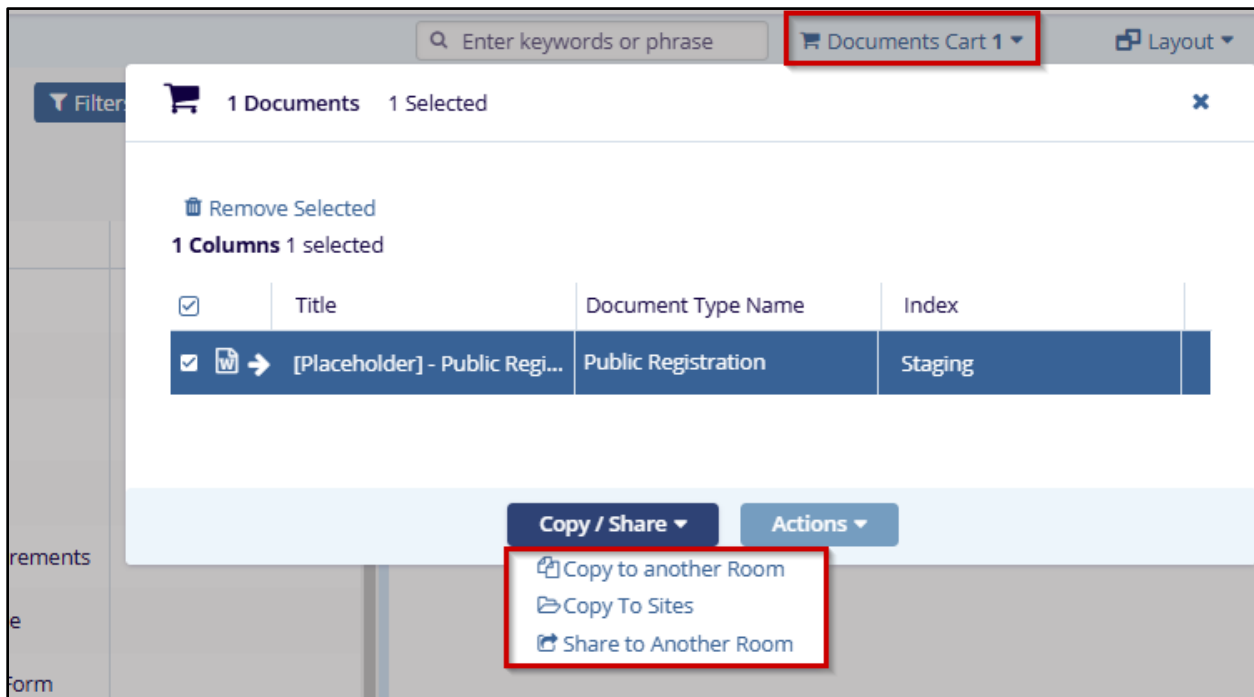 Enter keywords or phrase
Documents Cart 1
Layout
Filter
1 Documents 1 Selected
Remove Selected
1 Columns 1 selected
Title Document Type Name Index
[Placeholder] - Public Regi... Public Registration Staging
Copy / Share Actions
Copy to another Room
rements
Copy To Sites
e
Share to Another Room
Form